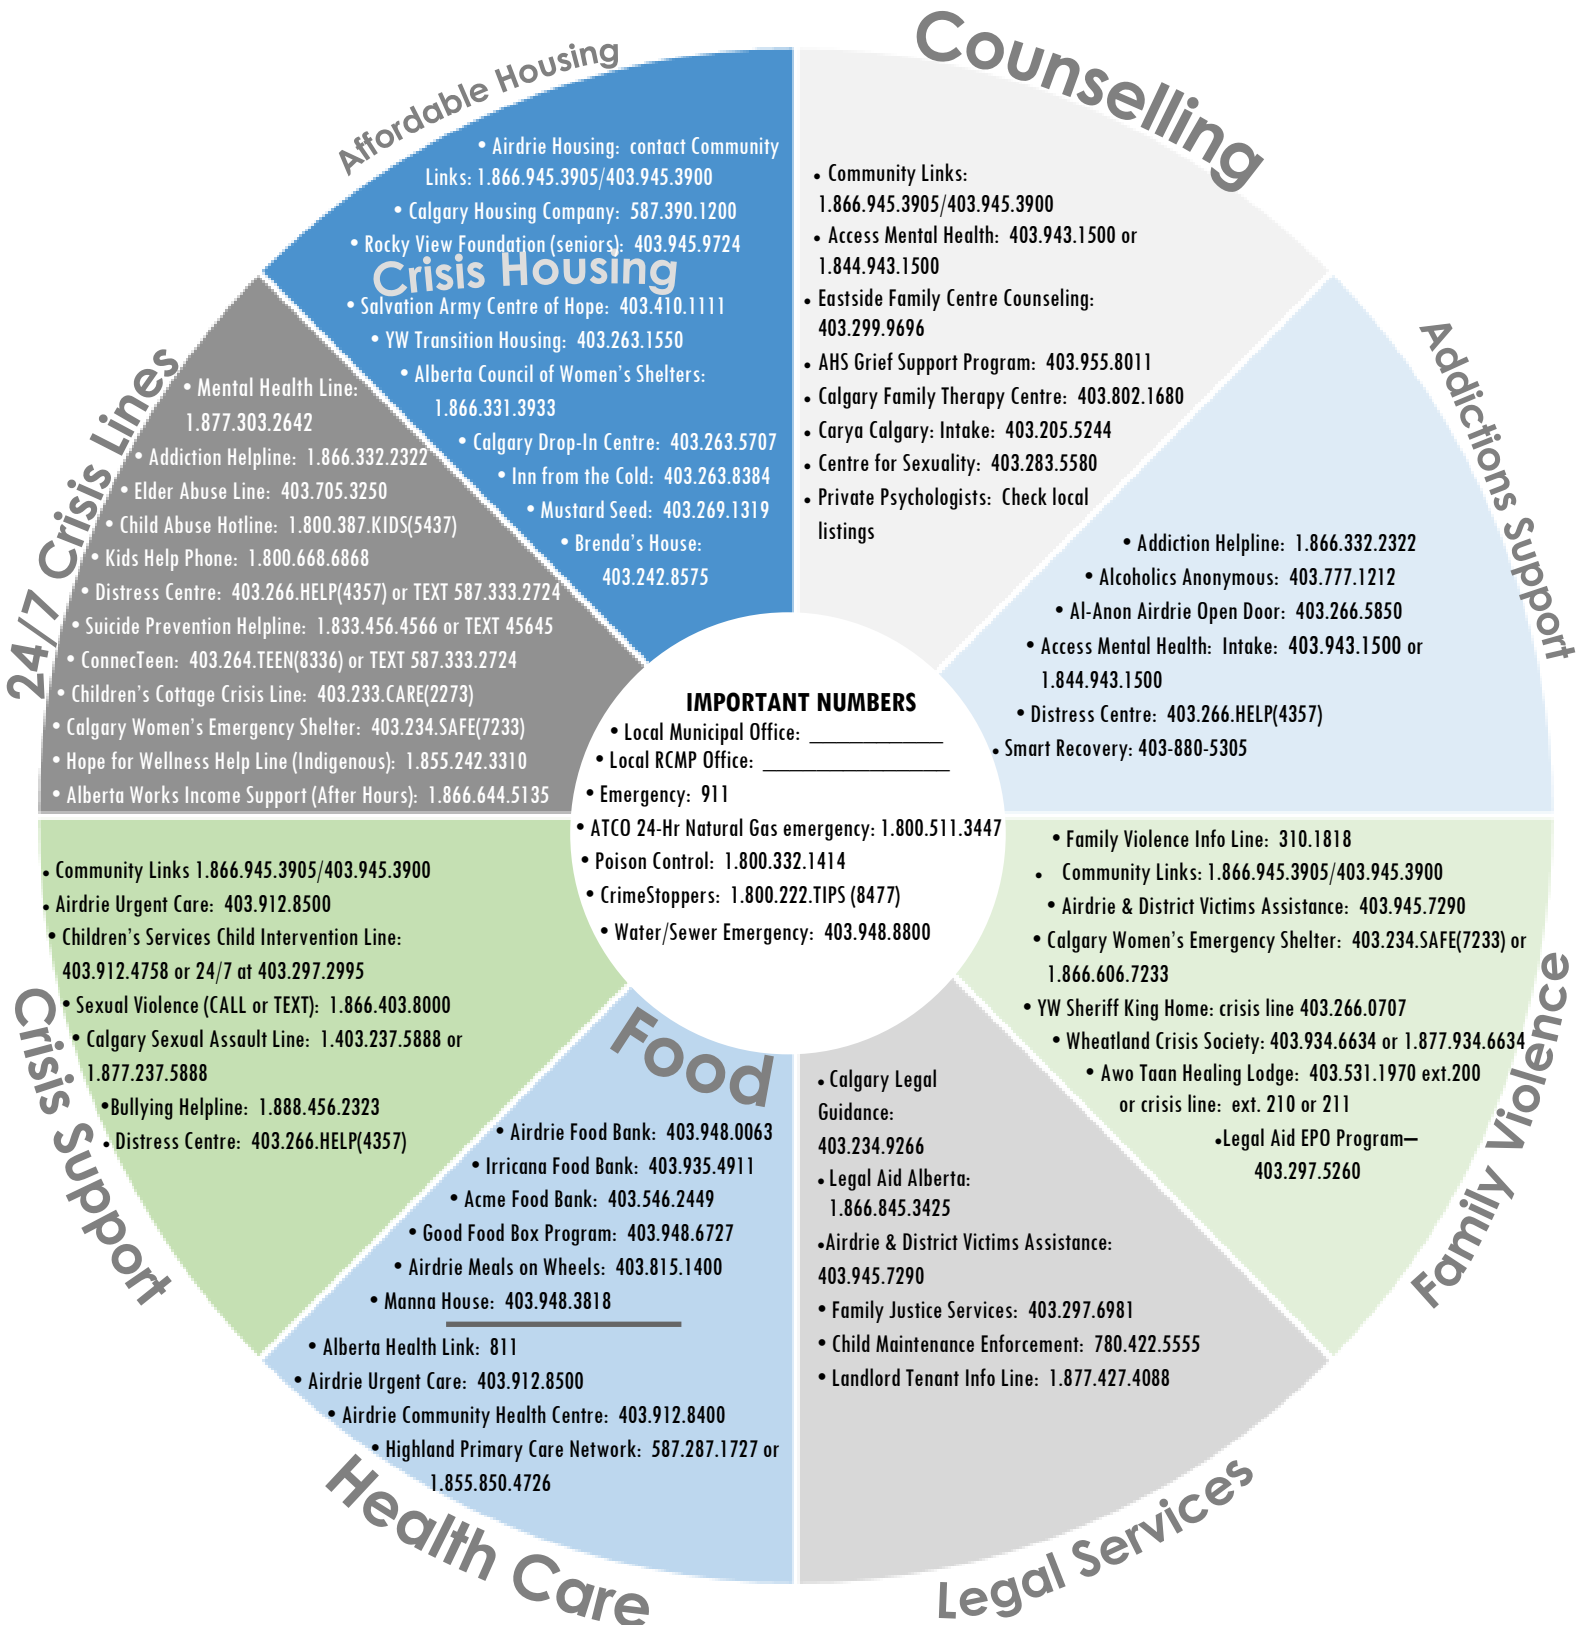 Affordable Housing
• Airdrie Housing: contact Community
Links: 1.866.945.3905/403.945.3900
• Calgary Housing Company: 587.390.1200
• Rocky View Foundation (seniors): 403.945.9724
Crisis Housing
• Salvation Army Centre of Hope: 403.410.1111
• YW Transition Housing: 403.263.1550
• Alberta Council of Women's Shelters:
1.866.331.3933
• Calgary Drop-In Centre: 403.263.5707
• Inn from the Cold: 403.263.8384
• Mustard Seed: 403.269.1319
• Brenda's House:
403.242.8575
Counselling
• Community Links:
1.866.945.3905/403.945.3900
• Access Mental Health: 403.943.1500 or
1.844.943.1500
• Eastside Family Centre Counseling:
403.299.9696
• AHS Grief Support Program: 403.955.8011
• Calgary Family Therapy Centre: 403.802.1680
• Carya Calgary: Intake: 403.205.5244
• Centre for Sexuality: 403.283.5580
• Private Psychologists: Check local
listings
Addictions Support
• Addiction Helpline: 1.866.332.2322
• Alcoholics Anonymous: 403.777.1212
• Al-Anon Airdrie Open Door: 403.266.5850
• Access Mental Health: Intake: 403.943.1500 or
1.844.943.1500
• Distress Centre: 403.266.HELP(4357)
• Smart Recovery: 403-880-5305
24/7 Crisis Lines
• Mental Health Line:
1.877.303.2642
• Addiction Helpline: 1.866.332.2322
• Elder Abuse Line: 403.705.3250
• Child Abuse Hotline: 1.800.387.KIDS(5437)
• Kids Help Phone: 1.800.668.6868
• Distress Centre: 403.266.HELP(4357) or TEXT 587.333.2724
• Suicide Prevention Helpline: 1.833.456.4566 or TEXT 45645
• ConnecTeen: 403.264.TEEN(8336) or TEXT 587.333.2724
• Children's Cottage Crisis Line: 403.233.CARE(2273)
• Calgary Women's Emergency Shelter: 403.234.SAFE(7233)
• Hope for Wellness Help Line (Indigenous): 1.855.242.3310
• Alberta Works Income Support (After Hours): 1.866.644.5135
IMPORTANT NUMBERS
• Local Municipal Office: ____________
• Local RCMP Office: _________________
• Emergency: 911
• ATCO 24-Hr Natural Gas emergency: 1.800.511.3447
• Poison Control: 1.800.332.1414
• CrimeStoppers: 1.800.222.TIPS (8477)
• Water/Sewer Emergency: 403.948.8800
Crisis Support
• Community Links 1.866.945.3905/403.945.3900
• Airdrie Urgent Care: 403.912.8500
• Children's Services Child Intervention Line:
403.912.4758 or 24/7 at 403.297.2995
• Sexual Violence (CALL or TEXT): 1.866.403.8000
• Calgary Sexual Assault Line: 1.403.237.5888 or
1.877.237.5888
•Bullying Helpline: 1.888.456.2323
• Distress Centre: 403.266.HELP(4357)
Family Violence
• Family Violence Info Line: 310.1818
• Community Links: 1.866.945.3905/403.945.3900
• Airdrie & District Victims Assistance: 403.945.7290
• Calgary Women's Emergency Shelter: 403.234.SAFE(7233) or
1.866.606.7233
• YW Sheriff King Home: crisis line 403.266.0707
• Wheatland Crisis Society: 403.934.6634 or 1.877.934.6634
• Awo Taan Healing Lodge: 403.531.1970 ext.200
or crisis line: ext. 210 or 211
•Legal Aid EPO Program—
403.297.5260
Food
• Airdrie Food Bank: 403.948.0063
• Irricana Food Bank: 403.935.4911
• Acme Food Bank: 403.546.2449
• Good Food Box Program: 403.948.6727
• Airdrie Meals on Wheels: 403.815.1400
• Manna House: 403.948.3818
• Alberta Health Link: 811
• Airdrie Urgent Care: 403.912.8500
• Airdrie Community Health Centre: 403.912.8400
• Highland Primary Care Network: 587.287.1727 or
1.855.850.4726
Health Care
• Calgary Legal
Guidance:
403.234.9266
• Legal Aid Alberta:
1.866.845.3425
•Airdrie & District Victims Assistance:
403.945.7290
• Family Justice Services: 403.297.6981
• Child Maintenance Enforcement: 780.422.5555
• Landlord Tenant Info Line: 1.877.427.4088
Legal Services